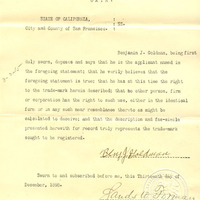 STATE OF CALIFORNIA,
SS.
City and County of San Francisco.
Benjamin J. Goldman, being first
duly sworn, deposes and says that he is the applicant named in
the foregoing statement; that he verily believes that the
foregoing statement is true; that he has at this time the right
to the trade-mark herein described; that no other person, firm
or corporation has the right to such use, either in the identical
form or in any such near resemblance thereto as might be
calculated to deceive; and that the description and fac-simile
presented herewith for record truly represents the trade-mark
sought to be registered.
Benj J Goldman
Sworn to and subscribed before me, this Thirteenth day of
December, 1898.